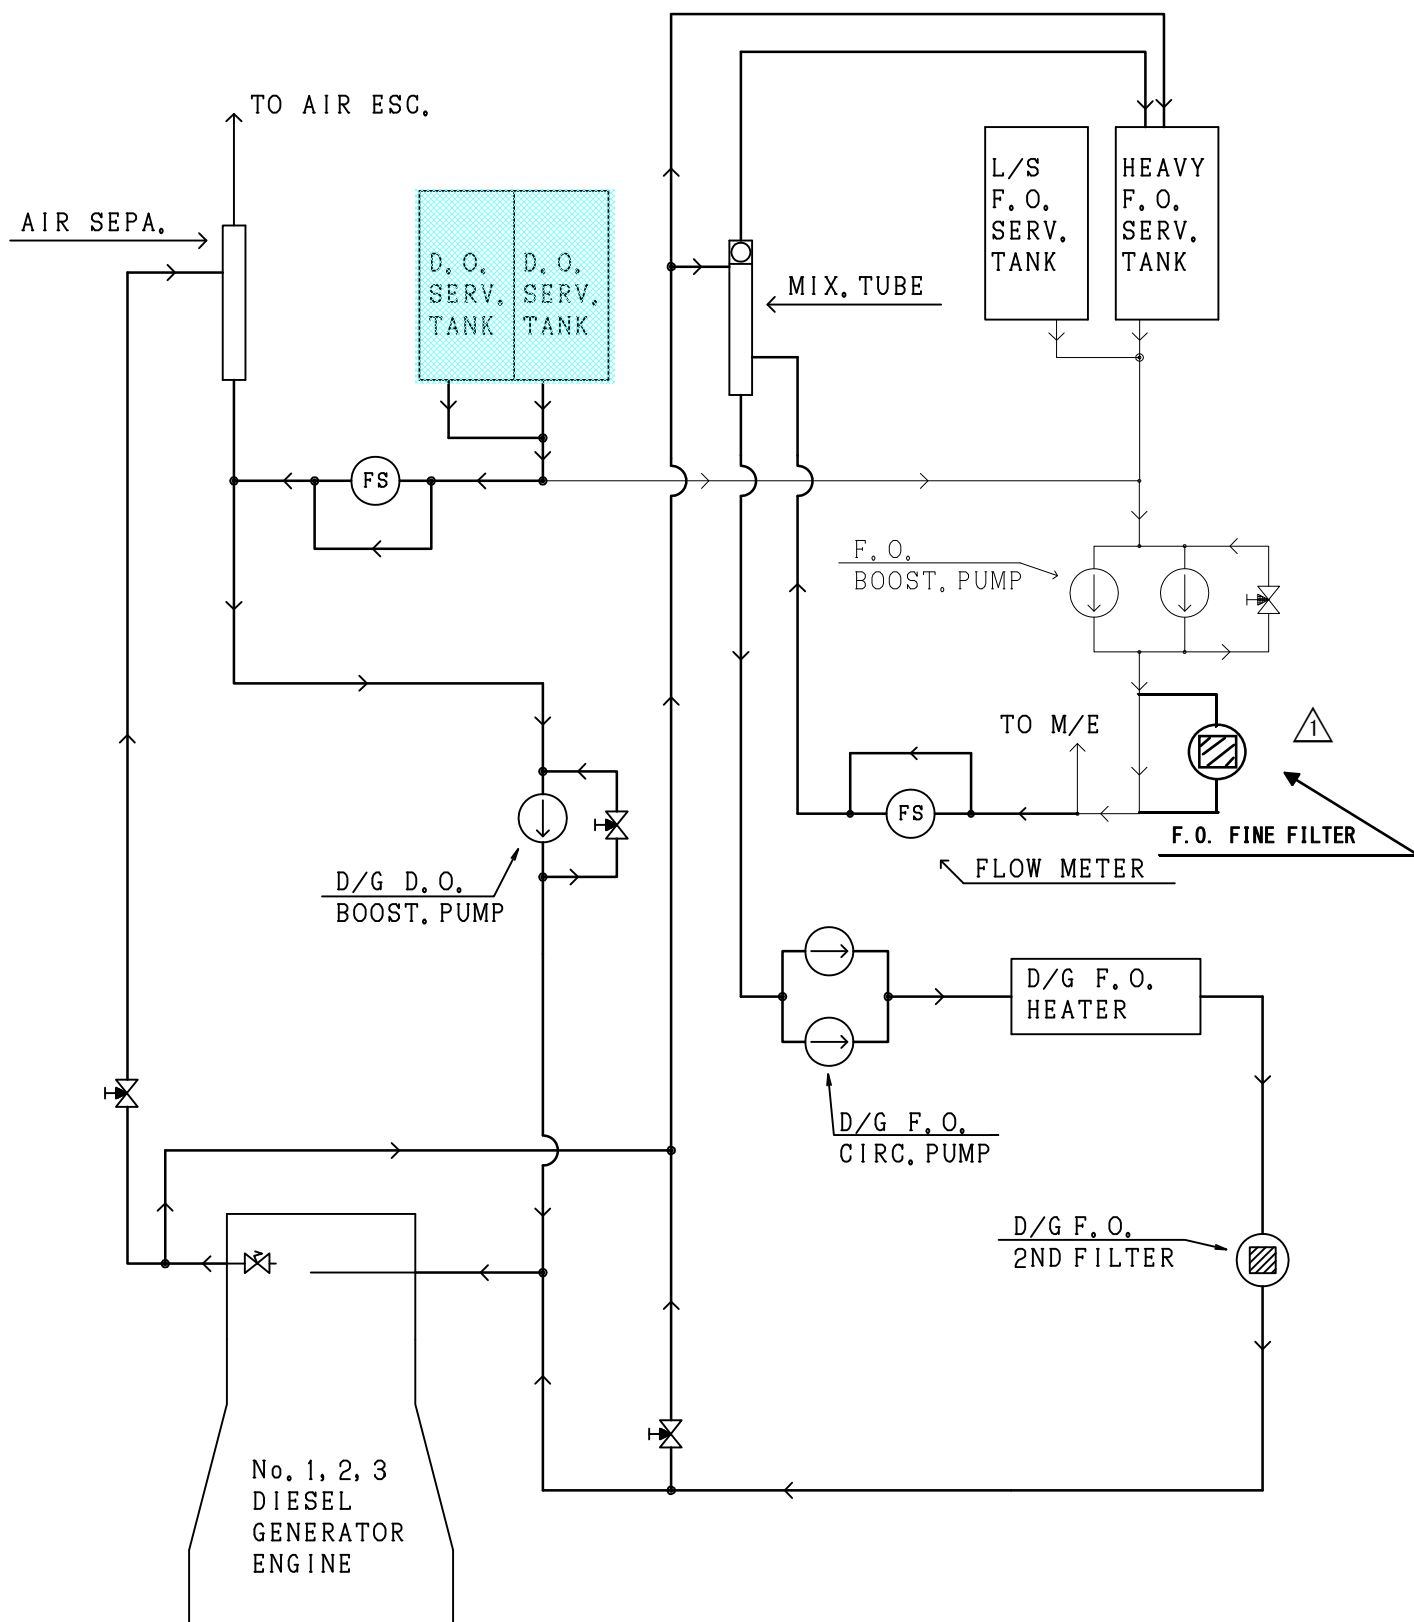 TO AIR ESC.
AIR SEPA.
D.O.
SERV.
TANK
D.O.
SERV.
TANK
L/S
F.O.
SERV.
TANK
HEAVY
F.O.
SERV.
TANK
MIX. TUBE
FS
F.O.
BOOST. PUMP
TO M/E
1
FS
F.O. FINE FILTER
FLOW METER
D/G D.O.
BOOST. PUMP
D/G F.O.
HEATER
D/G F.O.
CIRC. PUMP
D/G F.O.
2ND FILTER
No. 1, 2, 3
DIESEL
GENERATOR
ENGINE